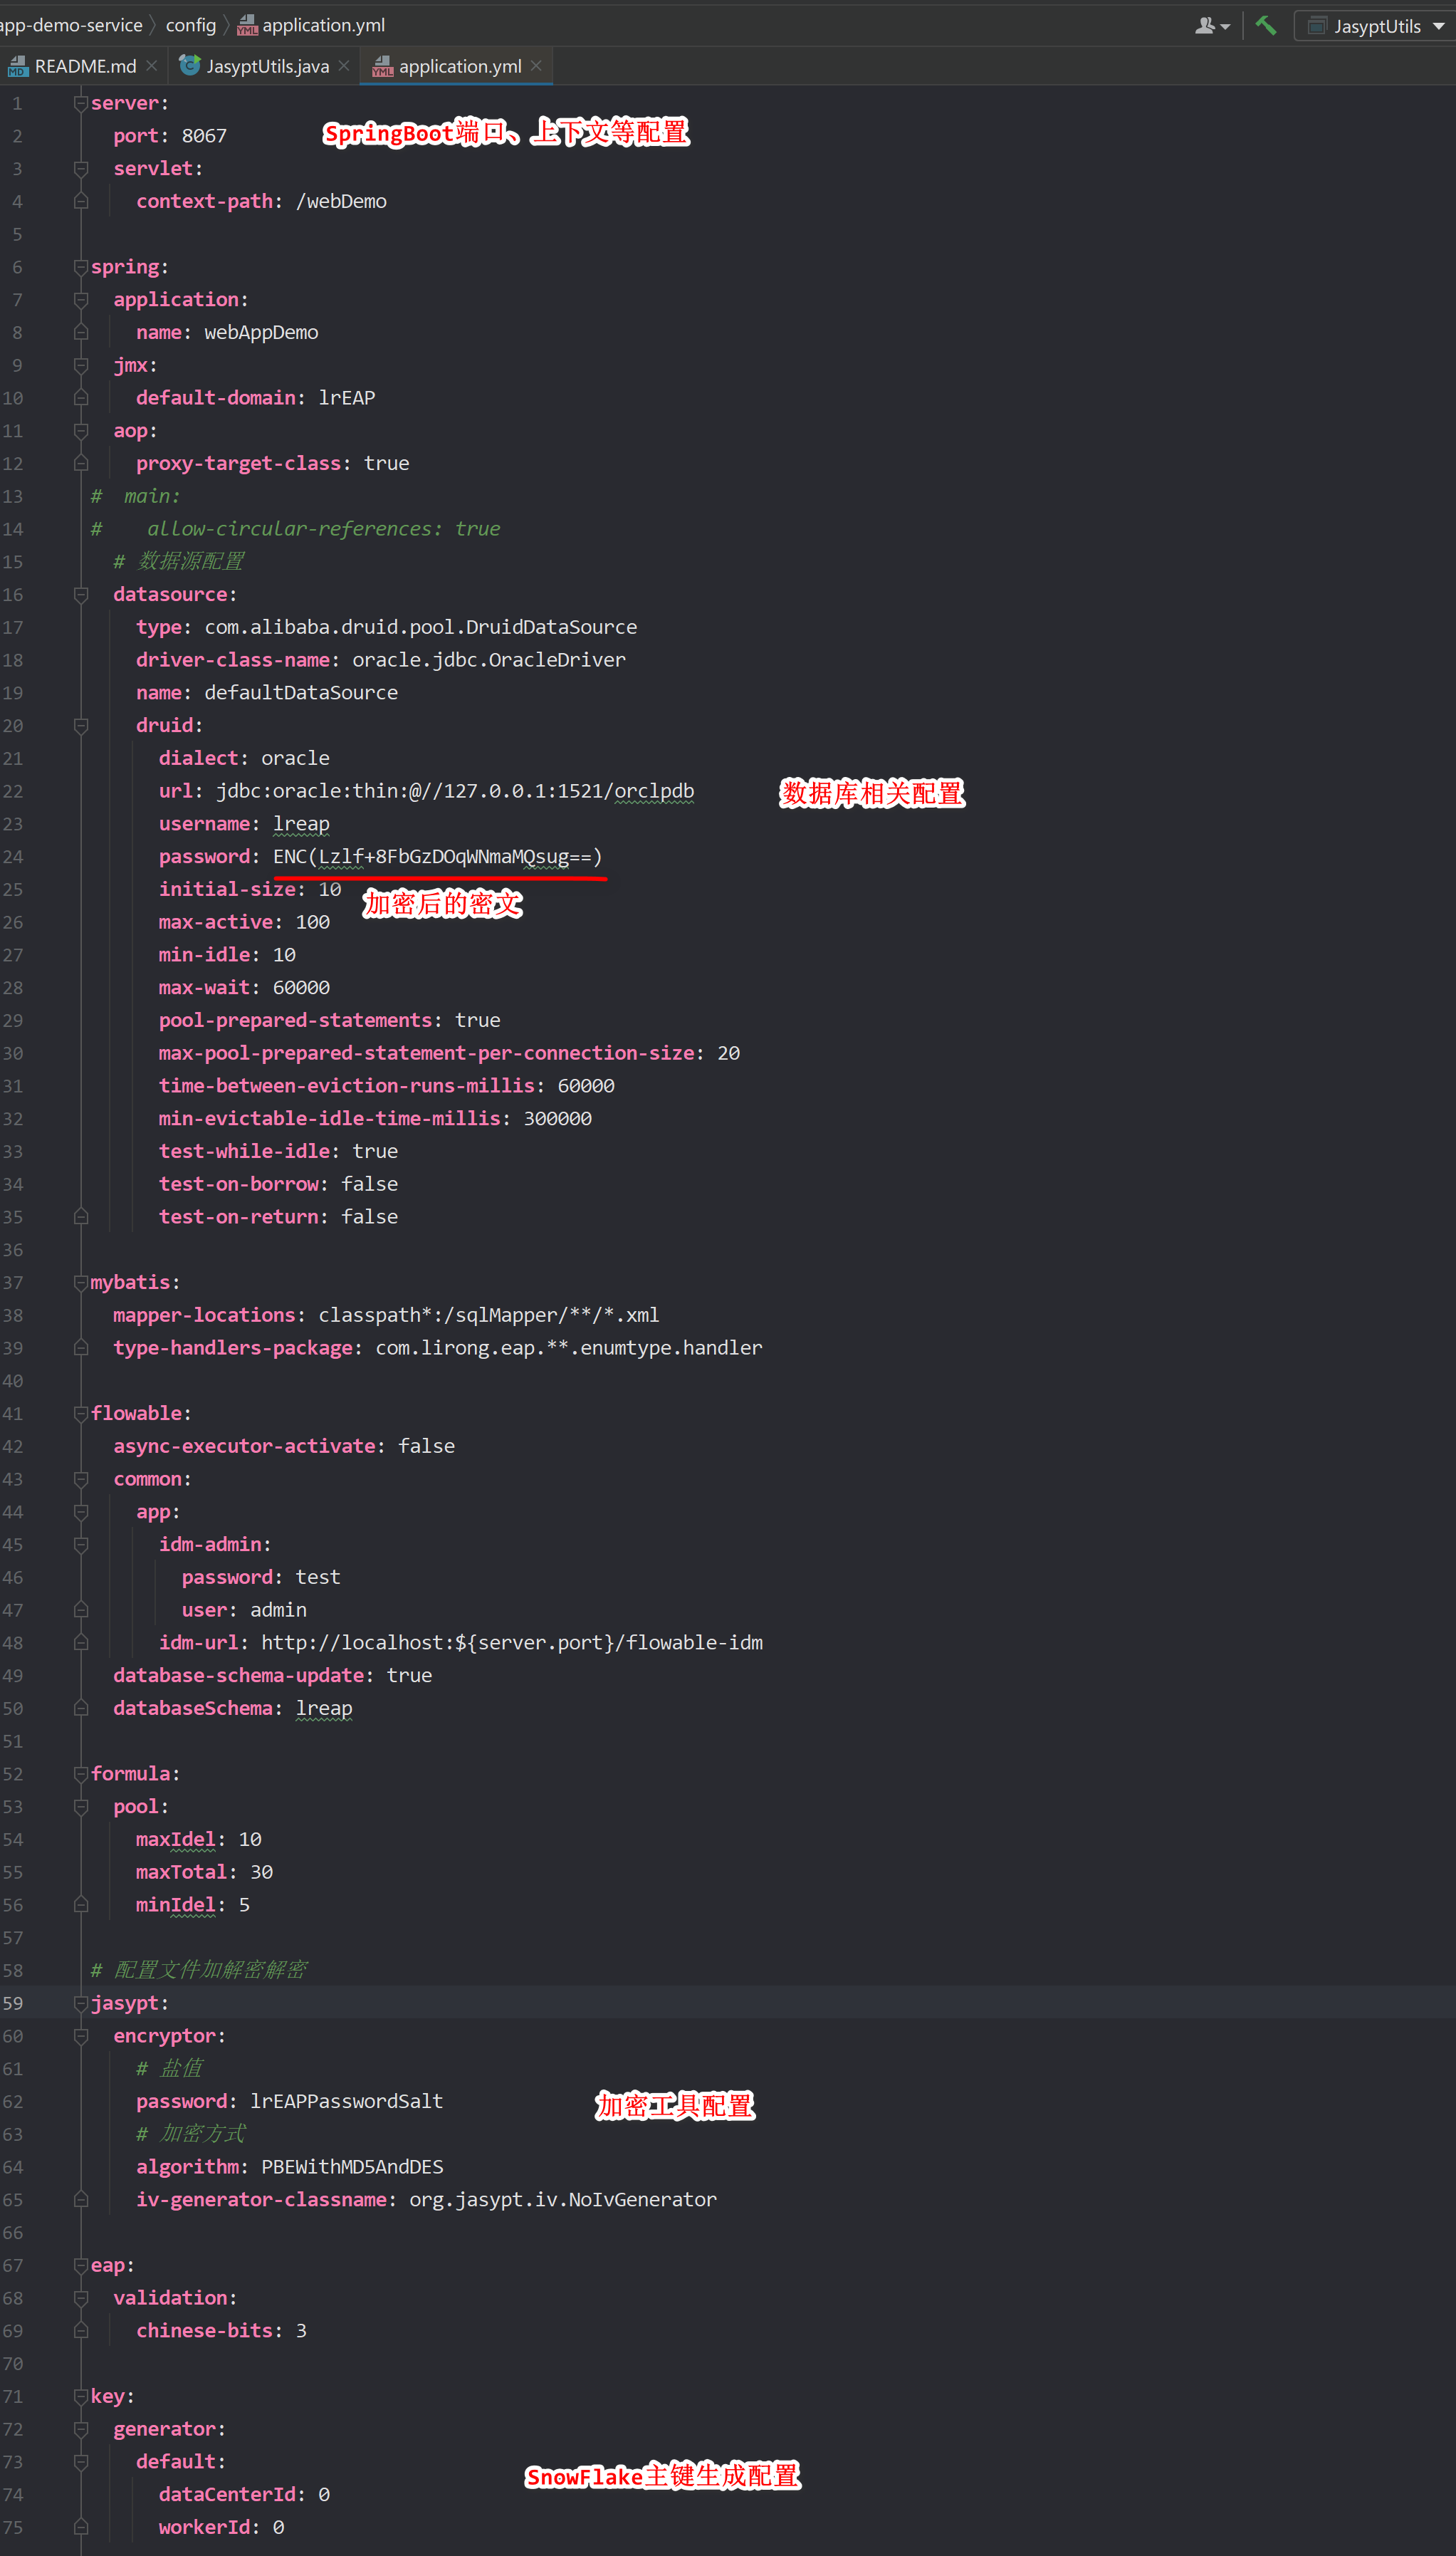 app-demo-service config application.yml JasyptUtils
README.md JasyptUtils.java application.yml
1 server:
2 port: 8067 SpringBoot端口、上下文等配置
3 servlet:
4 context-path: /webDemo
5
6 spring:
7 application:
8 name: webAppDemo
9 jmx:
10 default-domain: lrEAP
11 aop:
12 proxy-target-class: true
13 # main:
14 # allow-circular-references: true
15 # 数据源配置
16 datasource:
17 type: com.alibaba.druid.pool.DruidDataSource
18 driver-class-name: oracle.jdbc.OracleDriver
19 name: defaultDataSource
20 druid:
21 dialect: oracle
22 url: jdbc:oracle:thin:@//127.0.0.1:1521/orclpdb 数据库相关配置
23 username: lreap
24 password: ENC(Lzlf+8FbGzDOqWNmaMQsug==)
25 initial-size: 10 加密后的密文
26 max-active: 100
27 min-idle: 10
28 max-wait: 60000
29 pool-prepared-statements: true
30 max-pool-prepared-statement-per-connection-size: 20
31 time-between-eviction-runs-millis: 60000
32 min-evictable-idle-time-millis: 300000
33 test-while-idle: true
34 test-on-borrow: false
35 test-on-return: false
36
37 mybatis:
38 mapper-locations: classpath*:/sqlMapper/**/*.xml
39 type-handlers-package: com.lirong.eap.**.enumtype.handler
40
41 flowable:
42 async-executor-activate: false
43 common:
44 app:
45 idm-admin:
46 password: test
47 user: admin
48 idm-url: http://localhost:${server.port}/flowable-idm
49 database-schema-update: true
50 databaseSchema: lreap
51
52 formula:
53 pool:
54 maxIdel: 10
55 maxTotal: 30
56 minIdel: 5
57
58 # 配置文件加解密解密
59 jasypt:
60 encryptor:
61 # 盐值
62 password: lrEAPPasswordSalt 加密工具配置
63 # 加密方式
64 algorithm: PBEWithMD5AndDES
65 iv-generator-classname: org.jasypt.iv.NoIvGenerator
66
67 eap:
68 validation:
69 chinese-bits: 3
70
71 key:
72 generator:
73 default: SnowFlake主键生成配置
74 dataCenterId: 0
75 workerId: 0